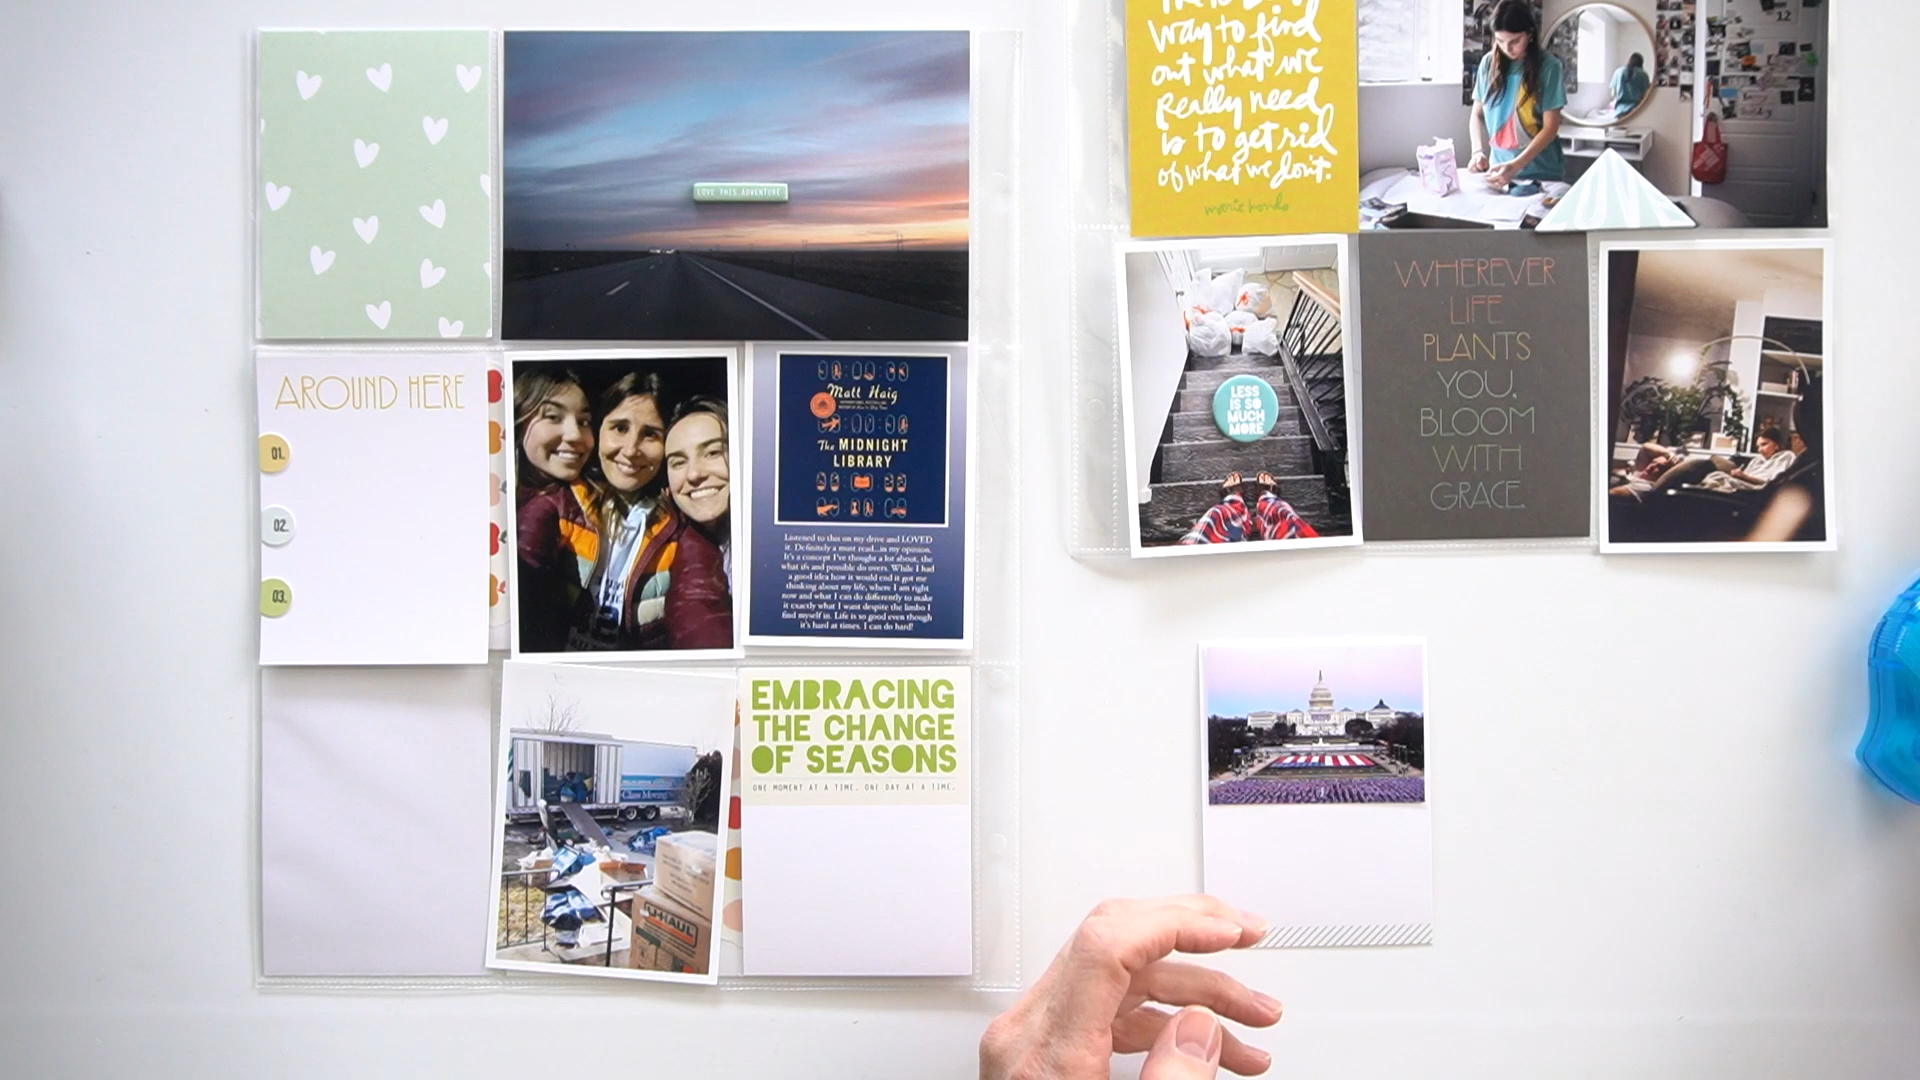 LOVE THIS ADVENTURE
AROUND HERE
01.
02.
03.
Matt Haig
The MIDNIGHT
LIBRARY
Listened to this on my drive and LOVED
it. Definitely a must read...in my opinion.
It's a concept I've thought a lot about, the
what ifs and possible do overs. While I had
a good idea how it would end it got me
thinking about my life, where I am right
now and what I can do differently to make
it exactly what I want despite the limbo I
find myself in. Life is so good even though
it's hard at times. I can do hard!
Class Moving
U-HAUL
EMBRACING
THE CHANGE
OF SEASONS
ONE MOMENT AT A TIME. ONE DAY AT A TIME.
way to find
out what we
Really need
is to get rid
of what we don't.
marie kondo
12
LESS
IS SO
MUCH
MORE
WHEREVER
LIFE
PLANTS
YOU,
BLOOM
WITH
GRACE.